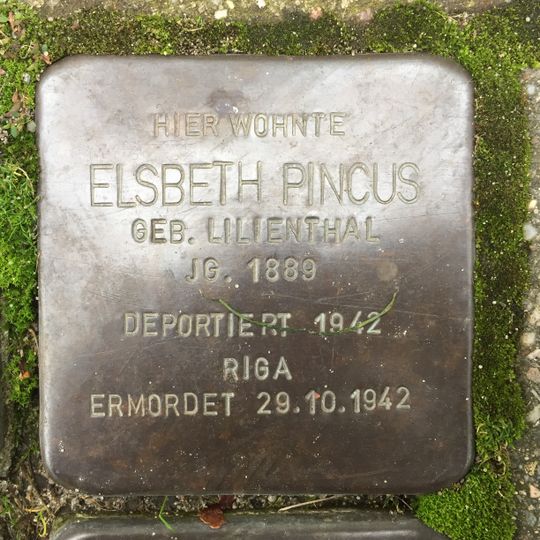 HIER WOHNTE
ELSBETH PINCUS
GEB. LILIENTHAL
JG. 1889
DEPORTIERT 1942
RIGA
ERMORDET 29.10.1942